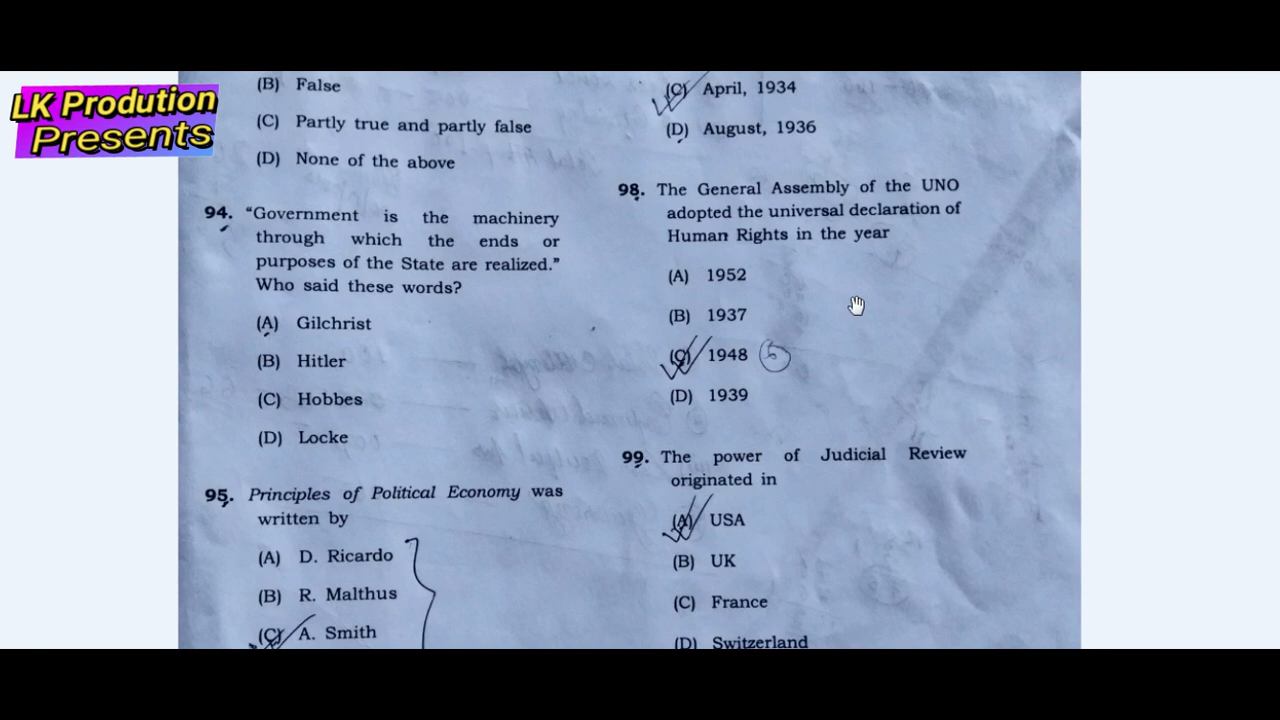 LK Prodution
Presents
(B) False
(C) Partly true and partly false
(D) None of the above
94. “Government is the machinery
through which the ends or
purposes of the State are realized.”
Who said these words?
(A) Gilchrist
(B) Hitler
(C) Hobbes
(D) Locke
95. Principles of Political Economy was
written by
(A) D. Ricardo
(B) R. Malthus
(C) A. Smith
(C) April, 1934
(D) August, 1936
98. The General Assembly of the UNO
adopted the universal declaration of
Human Rights in the year
(A) 1952
(B) 1937
(C) 1948
(D) 1939
99. The power of Judicial Review
originated in
(A) USA
(B) UK
(C) France
(D) Switzerland